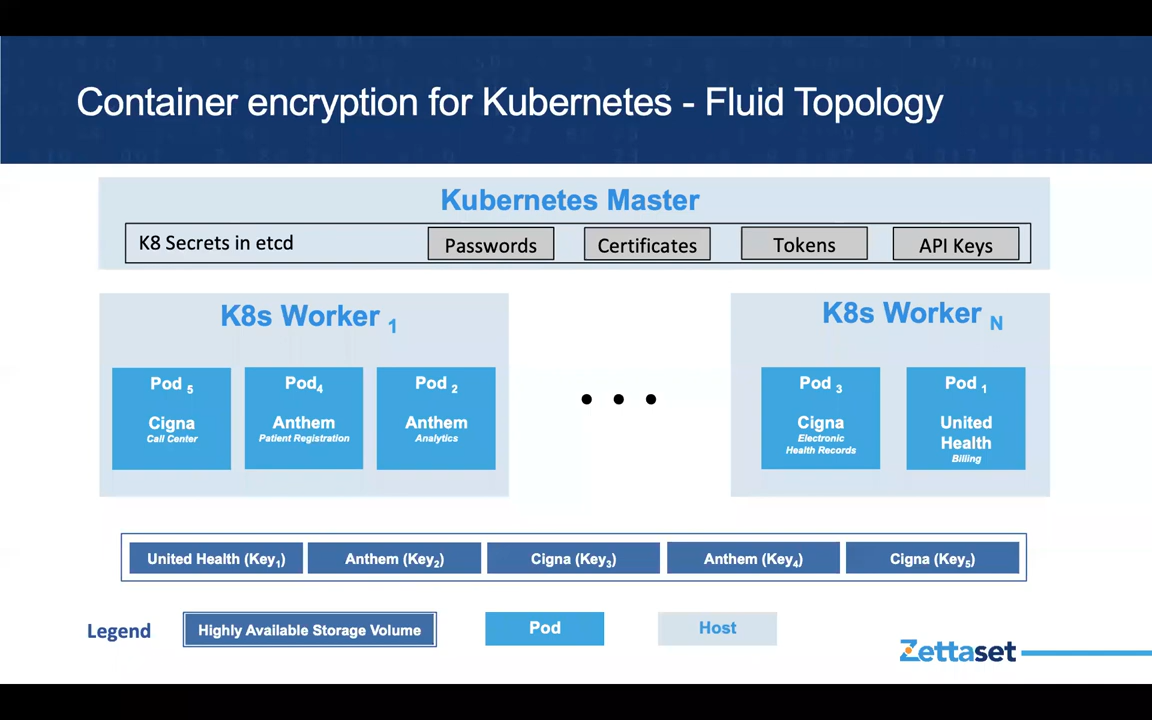 Container encryption for Kubernetes - Fluid Topology
Kubernetes Master
K8 Secrets in etcd
Passwords
Certificates
Tokens
API Keys
K8s Worker 1
Pod 5
Cigna
Call Center
Pod4
Anthem
Patient Registration
Pod 2
Anthem
Analytics
• • •
K8s Worker N
Pod 3
Cigna
Electronic
Health Records
Pod 1
United
Health
Billing
United Health (Key1)
Anthem (Key2)
Cigna (Key3)
Anthem (Key4)
Cigna (Key5)
Legend
Highly Available Storage Volume
Pod
Host
Zettaset